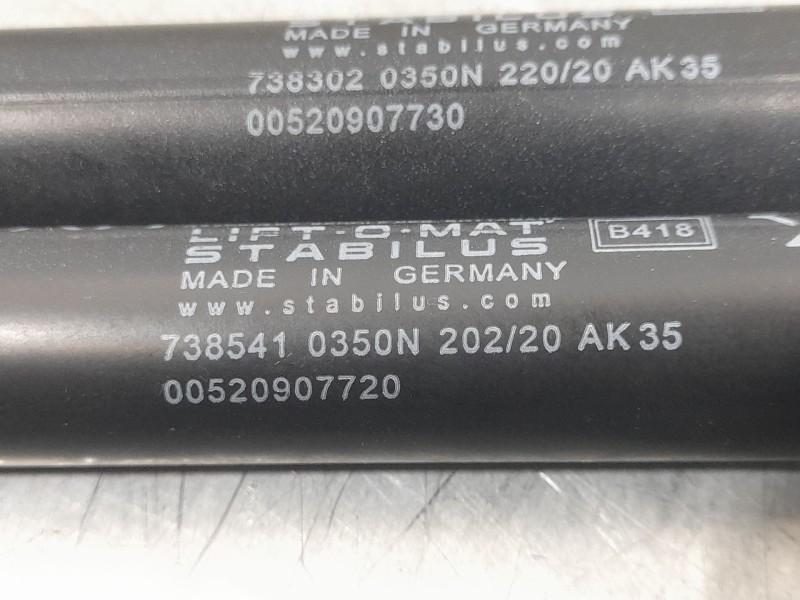 STABILUS
MADE IN GERMANY
www.stabilus.com
738302 0350N 220/20 AK35
00520907730
LIFT-O-MAT
STABILUS
B418
MADE IN GERMANY
www.stabilus.com
738541 0350N 202/20 AK35
00520907720